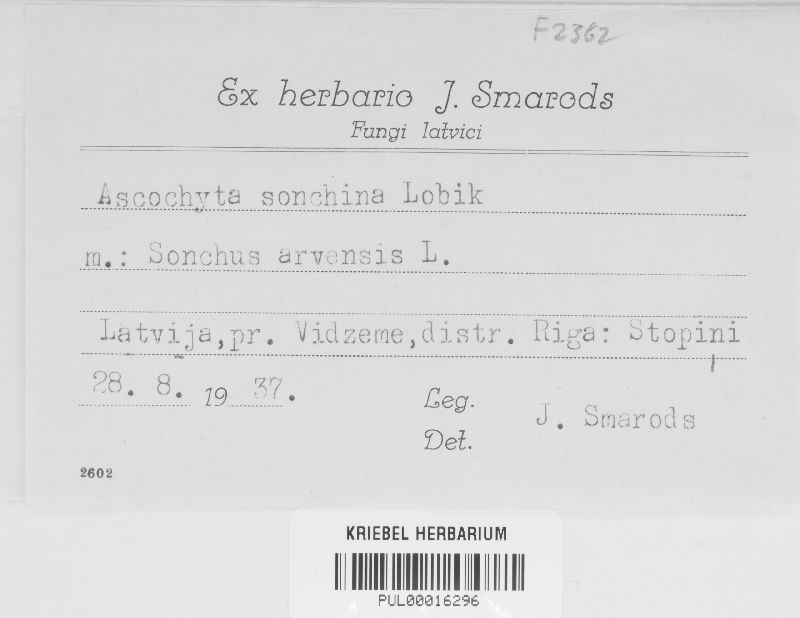 F2362
Ex herbario J. Smarods
Fungi latvici
Ascochyta sonchina Lobik
m.: Sonchus arvensis L.
Latvija,pr. Vidzeme,distr. Riga: Stopini
28. 8. 19 37.
Leg.
Det.
J. Smarods
2602
KRIEBEL HERBARIUM
PUL00016296